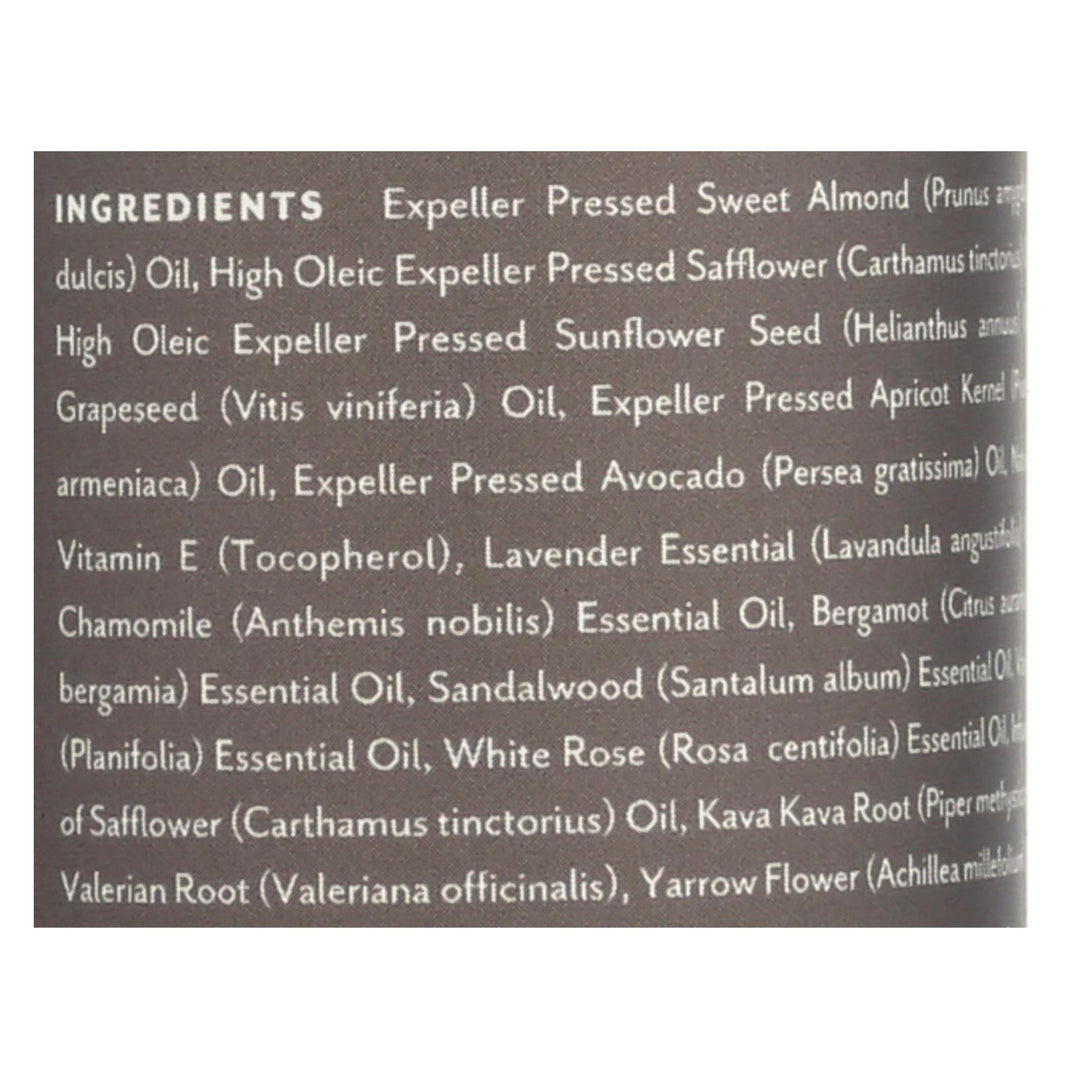 INGREDIENTS Expeller Pressed Sweet Almond (Prunus
dulcis) Oil, High Oleic Expeller Pressed Safflower (Carthamus tinctorius)
High Oleic Expeller Pressed Sunflower Seed (Helianthus annuus)
Grapeseed (Vitis viniferia) Oil, Expeller Pressed Apricot Kernel
armeniaca) Oil, Expeller Pressed Avocado (Persea gratissima) Oil,
Vitamin E (Tocopherol), Lavender Essential (Lavandula angustifolia)
Chamomile (Anthemis nobilis) Essential Oil, Bergamot (Citrus
bergamia) Essential Oil, Sandalwood (Santalum album) Essential Oil,
(Planifolia) Essential Oil, White Rose (Rosa centifolia) Essential Oil,
of Safflower (Carthamus tinctorius) Oil, Kava Kava Root (Piper
Valerian Root (Valeriana officinalis), Yarrow Flower (Achillea millefolium